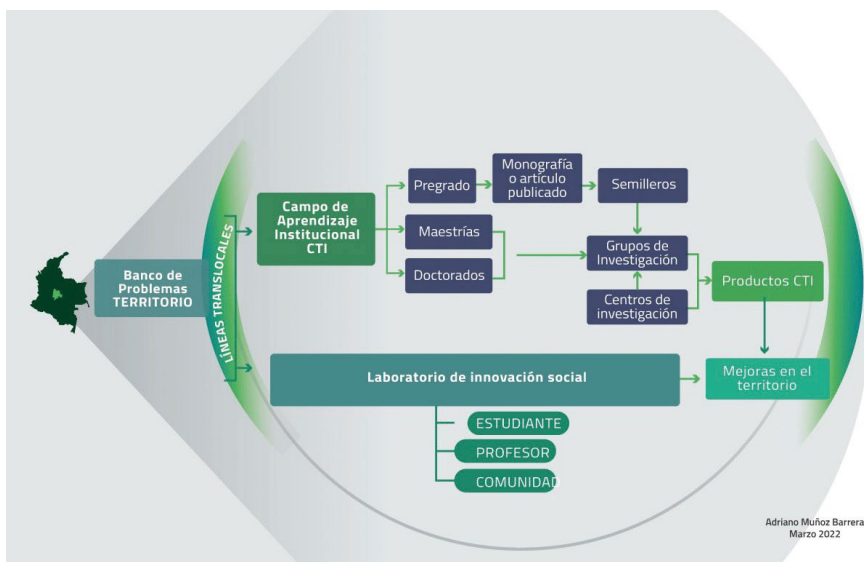 Banco de
Problemas
TERRITORIO
LÍNEAS TRANSLOCALES
Campo de
Aprendizaje
Institucional
CTI
Pregrado
Monografía
o artículo
publicado
Semilleros
Maestrías
Doctorados
Grupos de
Investigación
Centros de
investigación
Productos CTI
Laboratorio de innovación social
Mejoras en el
territorio
ESTUDIANTE
PROFESOR
COMUNIDAD
Adriano Muñoz Barrera
Marzo 2022